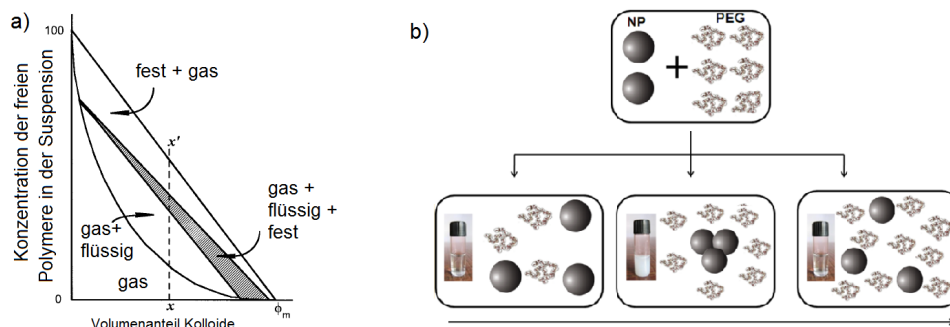 a)
100
Konzentration der freien
Polymere in der Suspension
fest + gas
x'
gas +
flüssig +
fest
gas+
flüssig
gas
0
x
ϕm
Volumenanteil Kolloide
b)
NP
PEG
+